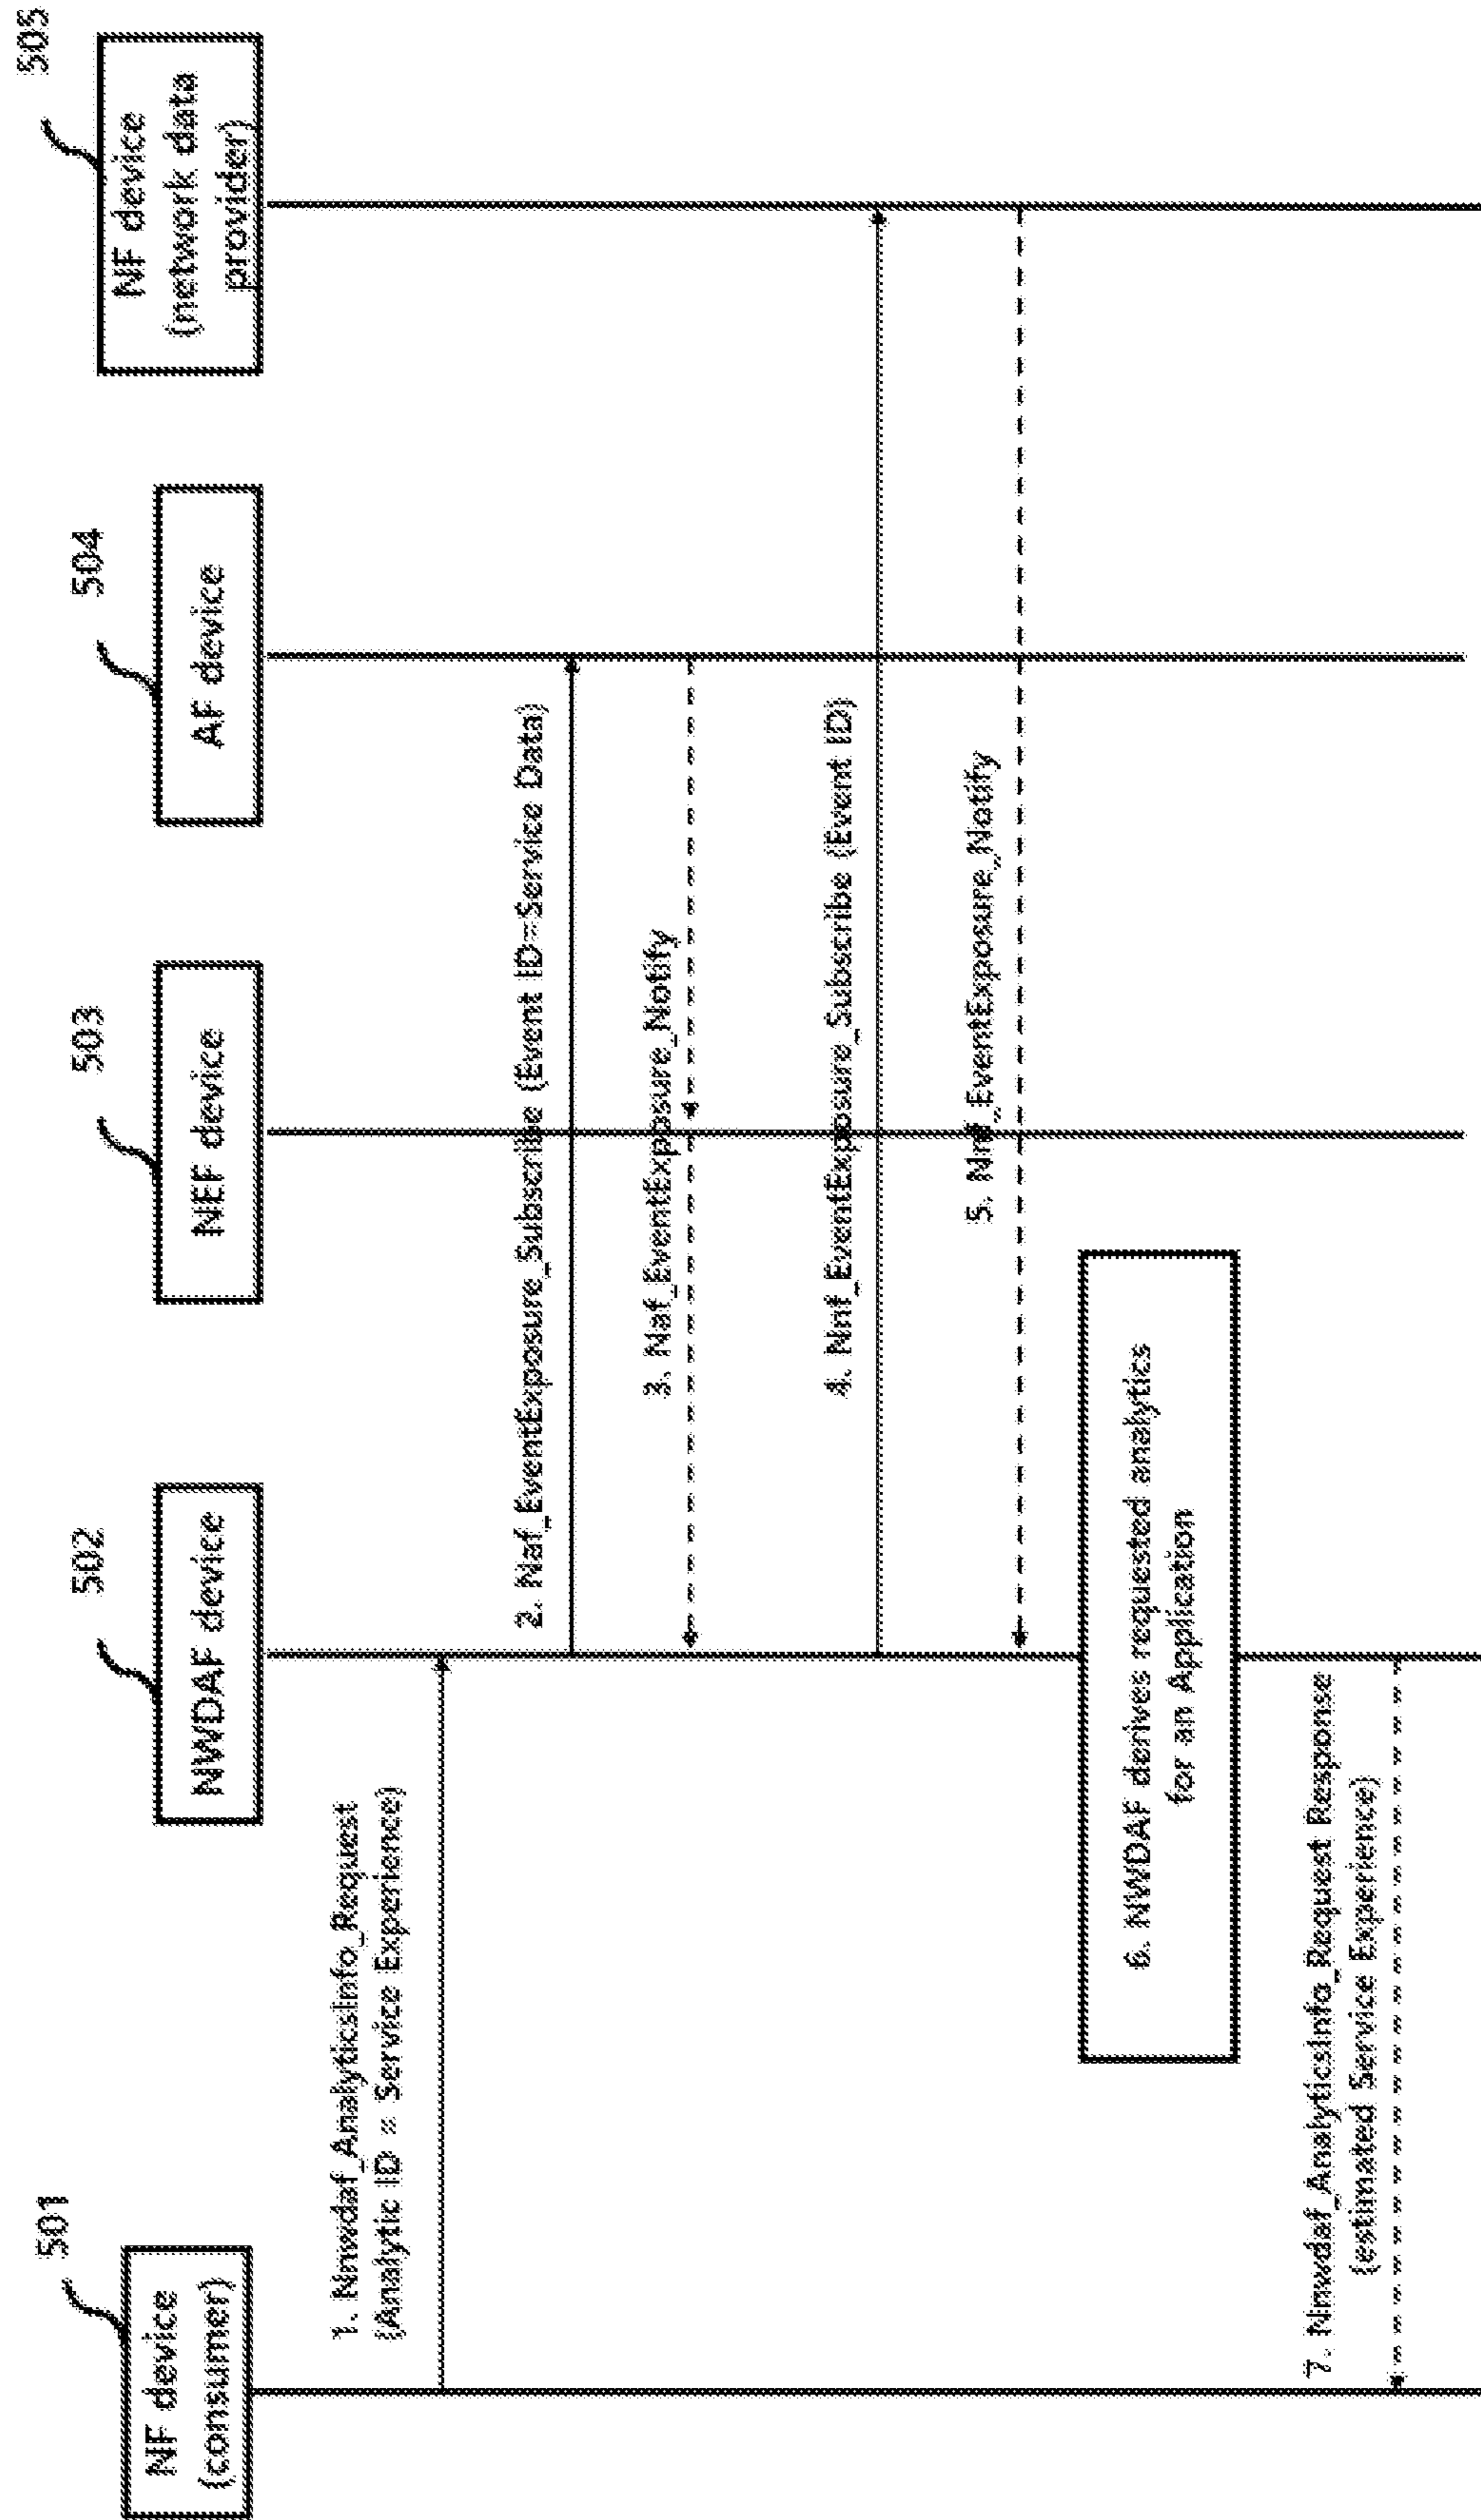 501
NF device
(consumer)
502
NWDAF device
503
NEF device
504
AF device
505
NF device
(network data
provider)
1. Nnwdaf_AnalyticsInfo_Request
(Analytic ID = Service Experience)
2. Naf_EventExposure_Subscribe (Event ID=Service Data)
3. Naf_EventExposure_Notify
4. Nnf_EventExposure_Subscribe (Event ID)
5. Nnf_EventExposure_Notify
6. NWDAF derives requested analytics
for an Application
7. Nnwdaf_AnalyticsInfo_Request Response
(estimated Service Experience)